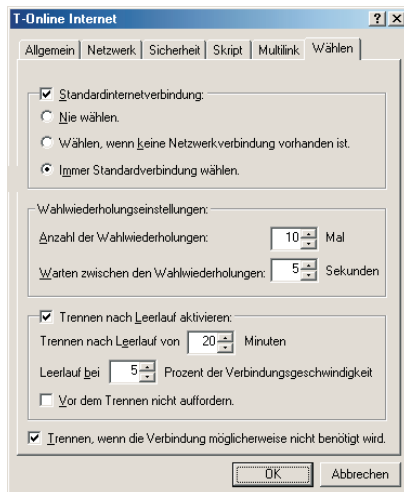 T-Online Internet
Allgemein Netzwerk Sicherheit Skript Multilink Wählen
Standardinternetverbindung:
Nie wählen.
Wählen, wenn keine Netzwerkverbindung vorhanden ist.
Immer Standardverbindung wählen.
Wahlwiederholungseinstellungen:
Anzahl der Wahlwiederholungen: 10 Mal
Warten zwischen den Wahlwiederholungen: 5 Sekunden
Trennen nach Leerlauf aktivieren:
Trennen nach Leerlauf von 20 Minuten
Leerlauf bei 5 Prozent der Verbindungsgeschwindigkeit
Vor dem Trennen nicht auffordern.
Trennen, wenn die Verbindung möglicherweise nicht benötigt wird.
OK Abbrechen